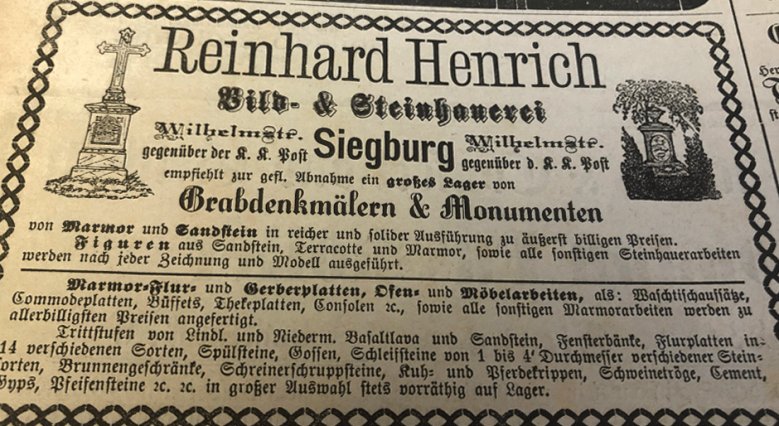 Reinhard Henrich
Bild- & Steinhauerei
Wilhelmstr. Siegburg Wilhelmstr.
gegenüber der K. K. Post gegenüber d. K. K. Post
empfiehlt zur gefl. Abnahme ein großes Lager von
Grabdenkmälern & Monumenten
von Marmor und Sandstein in reicher und solider Ausführung zu äußerst billigen Preisen.
Figuren aus Sandstein, Terracotte und Marmor, sowie alle sonstigen Steinhauerarbeiten
werden nach jeder Zeichnung und Modell ausgeführt.
Marmor-Flur- und Gerberplatten, Ofen- und Möbelarbeiten, als: Waschtischaufsätze,
Commodeplatten, Büffets, Thekeplatten, Consolen ꝛc., sowie alle sonstigen Marmorarbeiten werden zu
allerbilligsten Preisen angefertigt.
Trittstufen von Lindl. und Niederm. Basaltlava und Sandstein, Fensterbänke, Flurplatten in
14 verschiedenen Sorten, Spülsteine, Gossen, Schleifsteine von 1 bis 4' Durchmesser verschiedener Stein-
sorten, Brunnengeschränke, Schreinerschruppsteine, Kuh- und Pferdekrippen, Schweinetröge, Cement,
Gyps, Pfeifensteine ꝛc. ꝛc. in großer Auswahl stets vorräthig auf Lager.